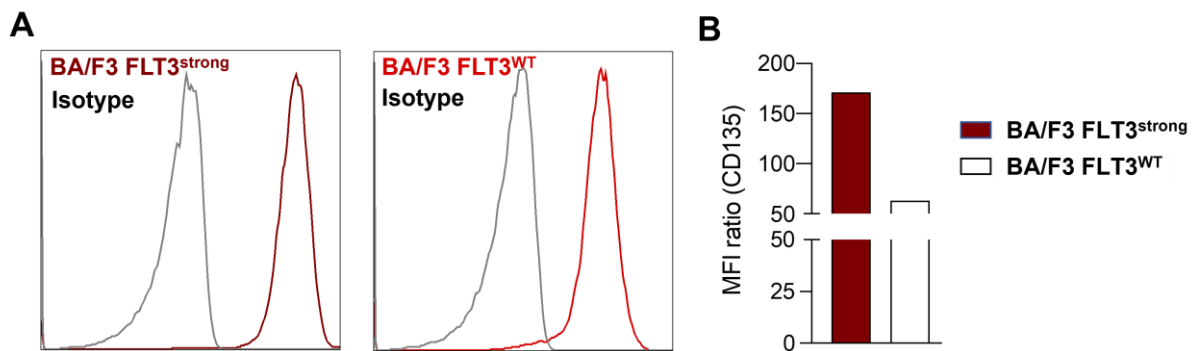 A
BA/F3 FLT3strong
Isotype
BA/F3 FLT3WT
Isotype
B
MFI ratio (CD135)
200
150
100
50
50
25
0
BA/F3 FLT3strong
BA/F3 FLT3WT